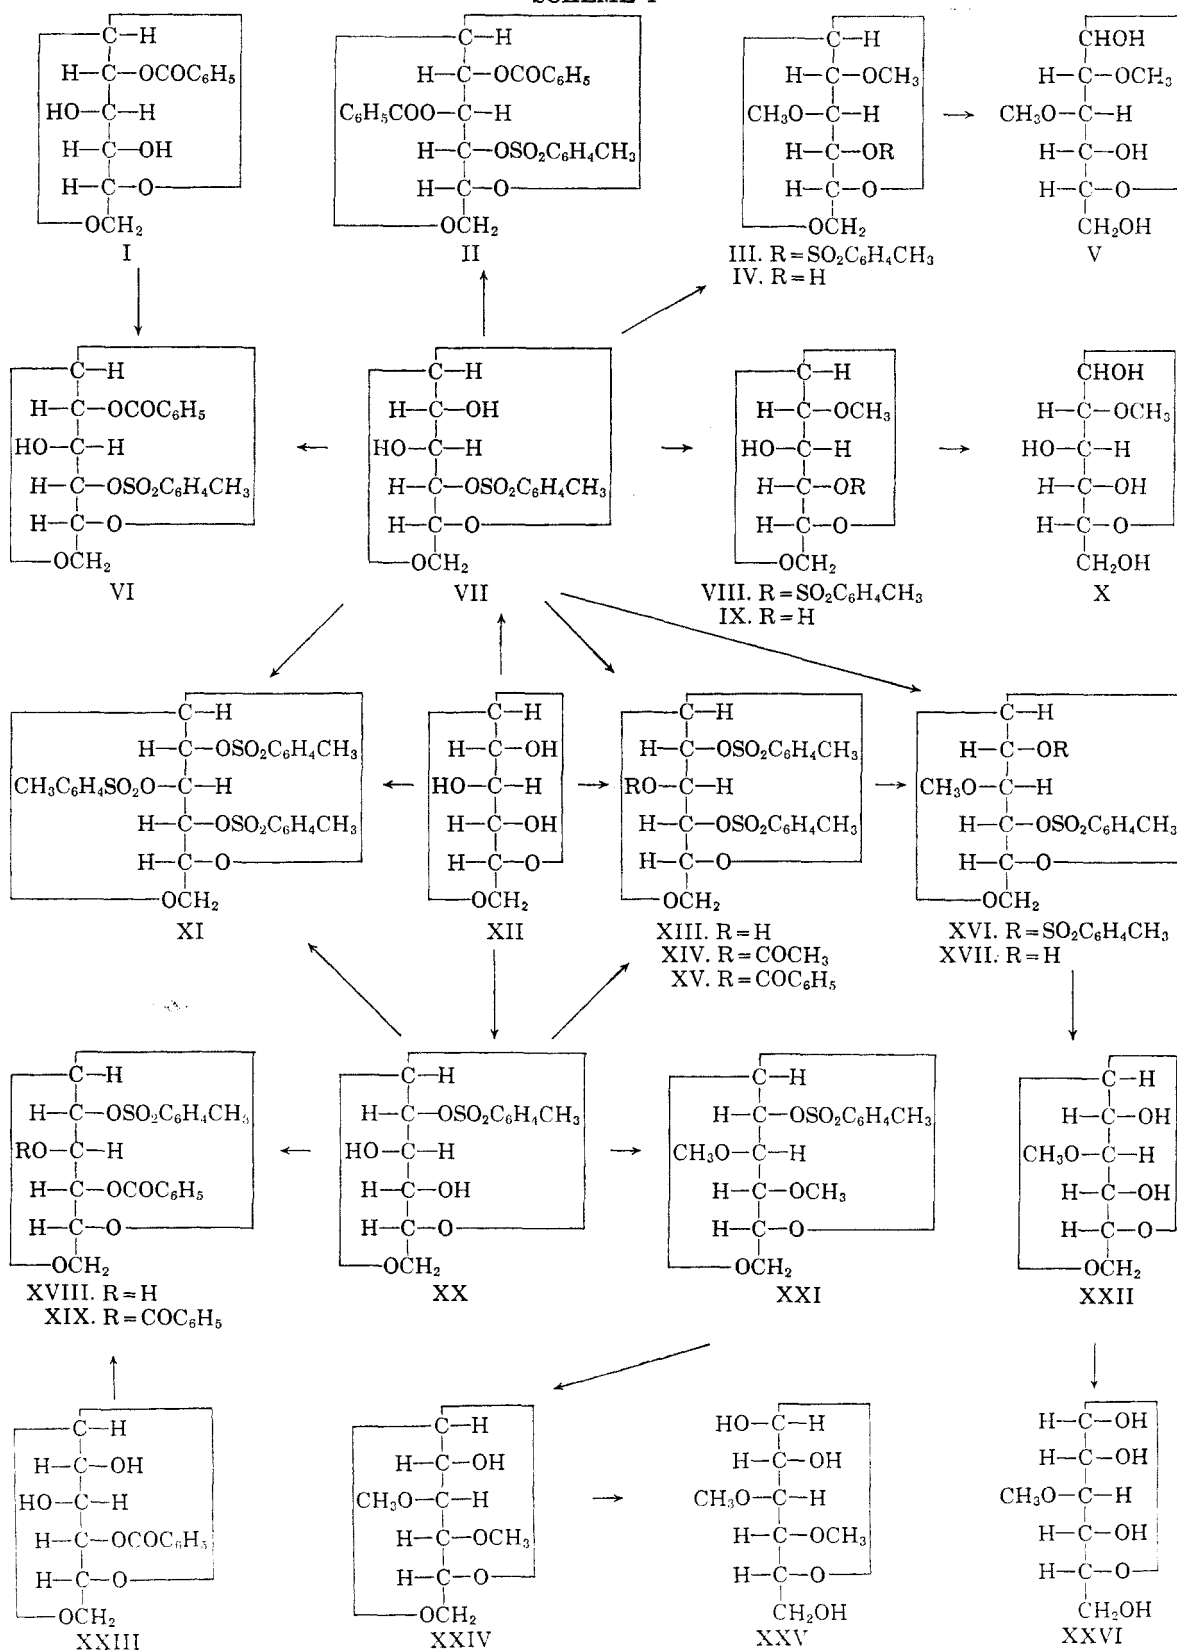 SCHEME I
C—H
H—C—OCOC₆H₅
HO—C—H
H—C—OH
H—C—O
OCH₂
I
C—H
H—C—OCOC₆H₅
C₆H₅COO—C—H
H—C—OSO₂C₆H₄CH₃
H—C—O
OCH₂
II
C—H
H—C—OCH₃
CH₃O—C—H
H—C—OR
H—C—O
OCH₂
III. R=SO₂C₆H₄CH₃
IV. R=H
CHOH
H—C—OCH₃
CH₃O—C—H
H—C—OH
H—C—O
CH₂OH
V
C—H
H—C—OCOC₆H₅
HO—C—H
H—C—OSO₂C₆H₄CH₃
H—C—O
OCH₂
VI
C—H
H—C—OH
HO—C—H
H—C—OSO₂C₆H₄CH₃
H—C—O
OCH₂
VII
C—H
H—C—OCH₃
HO—C—H
H—C—OR
H—C—O
OCH₂
VIII. R=SO₂C₆H₄CH₃
IX. R=H
CHOH
H—C—OCH₃
HO—C—H
H—C—OH
H—C—O
CH₂OH
X
C—H
H—C—OSO₂C₆H₄CH₃
CH₃C₆H₄SO₂O—C—H
H—C—OSO₂C₆H₄CH₃
H—C—O
OCH₂
XI
C—H
H—C—OH
HO—C—H
H—C—OH
H—C—O
OCH₂
XII
C—H
H—C—OSO₂C₆H₄CH₃
RO—C—H
H—C—OSO₂C₆H₄CH₃
H—C—O
OCH₂
XIII. R=H
XIV. R=COCH₃
XV. R=COC₆H₅
C—H
H—C—OR
CH₃O—C—H
H—C—OSO₂C₆H₄CH₃
H—C—O
OCH₂
XVI. R=SO₂C₆H₄CH₃
XVII. R=H
C—H
H—C—OSO₂C₆H₄CH₃
RO—C—H
H—C—OCOC₆H₅
H—C—O
OCH₂
XVIII. R=H
XIX. R=COC₆H₅
C—H
H—C—OSO₂C₆H₄CH₃
HO—C—H
H—C—OH
H—C—O
OCH₂
XX
C—H
H—C—OSO₂C₆H₄CH₃
CH₃O—C—H
H—C—OCH₃
H—C—O
OCH₂
XXI
C—H
H—C—OH
CH₃O—C—H
H—C—OH
H—C—O
OCH₂
XXII
C—H
H—C—OH
HO—C—H
H—C—OCOC₆H₅
H—C—O
OCH₂
XXIII
C—H
H—C—OH
CH₃O—C—H
H—C—OCH₃
H—C—O
OCH₂
XXIV
HO—C—H
H—C—OH
CH₃O—C—H
H—C—OCH₃
H—C—O
CH₂OH
XXV
H—C—OH
H—C—OH
CH₃O—C—H
H—C—OH
H—C—O
CH₂OH
XXVI